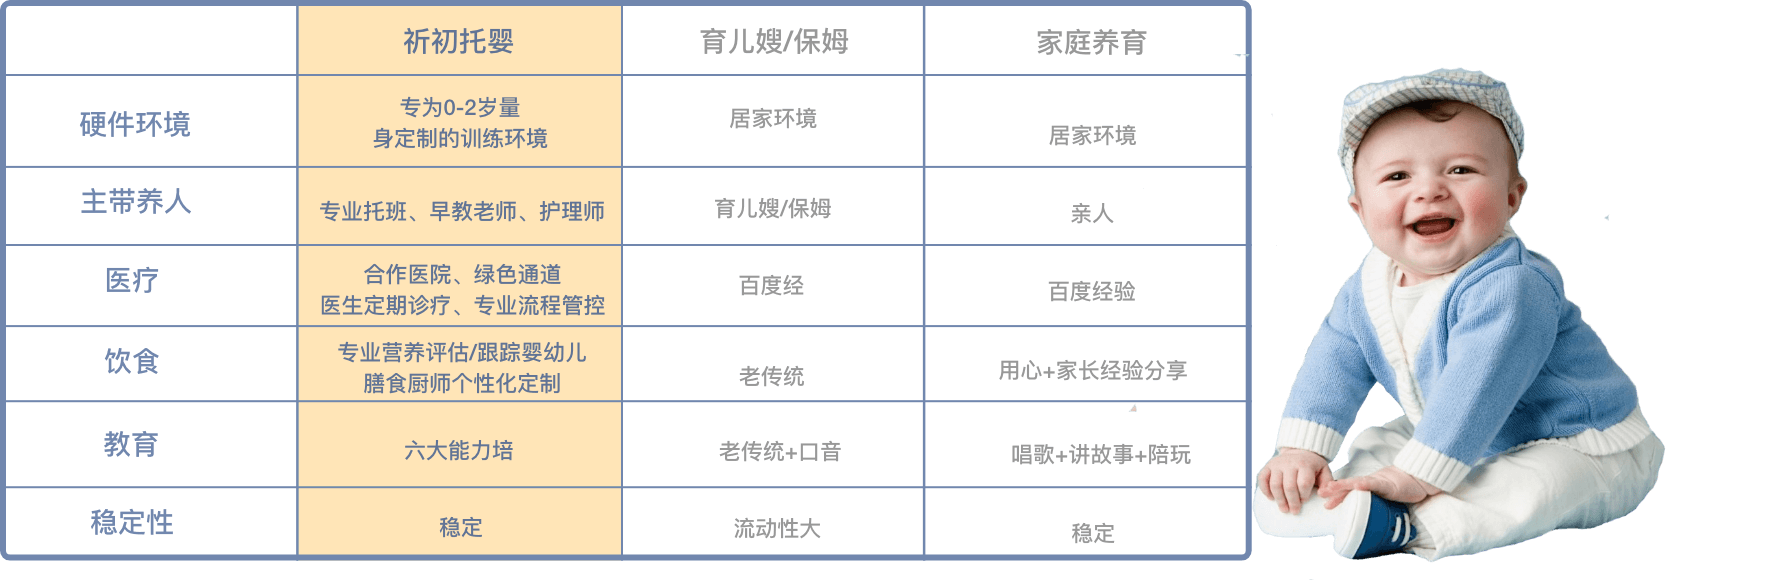 祈初托婴
育儿嫂/保姆
家庭养育
硬件环境
专为0-2岁量
身定制的训练环境
居家环境
居家环境
主带养人
专业托班、早教老师、护理师
育儿嫂/保姆
亲人
医疗
合作医院、绿色通道
医生定期诊疗、专业流程管控
百度经
百度经验
饮食
专业营养评估/跟踪婴幼儿
膳食厨师个性化定制
老传统
用心+家长经验分享
教育
六大能力培
老传统+口音
唱歌+讲故事+陪玩
稳定性
稳定
流动性大
稳定